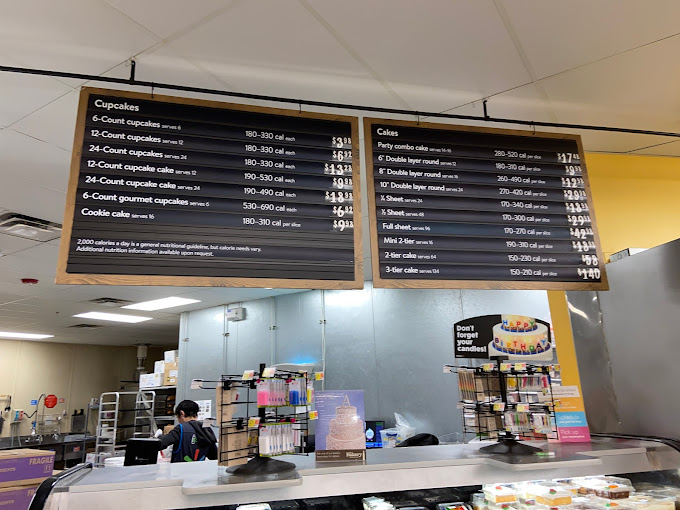 Cupcakes
6-Count cupcakes serves 6 180-330 cal each $3.98
12-Count cupcakes serves 12 180-330 cal each
24-Count cupcakes serves 24 180-330 cal each
12-Count cupcake cake serves 12 190-530 cal each
24-Count cupcake cake serves 24 190-490 cal each
6-Count gourmet cupcakes serves 6 530-690 cal each
Cookie cake serves 16 180-310 cal per slice
2,000 calories a day is a general nutritional guideline, but calorie needs vary.
Additional nutrition information available upon request.
Cakes
Party combo cake serves 14-16 280-520 cal per slice
6" Double layer round serves 12 180-310 cal per slice
8" Double layer round serves 16 260-490 cal per slice
10" Double layer round serves 24 270-420 cal per slice
¼ Sheet serves 24 170-340 cal per slice
½ Sheet serves 48 170-300 cal per slice
Full sheet serves 96 170-270 cal per slice
Mini 2-tier serves 16 190-310 cal per slice
2-tier cake serves 64 150-230 cal per slice
3-tier cake serves 134 150-210 cal per slice $140
Don't
forget
your
candles!
HAPPY
BIRTHDAY
FRAGILE
Bakery
Pick up